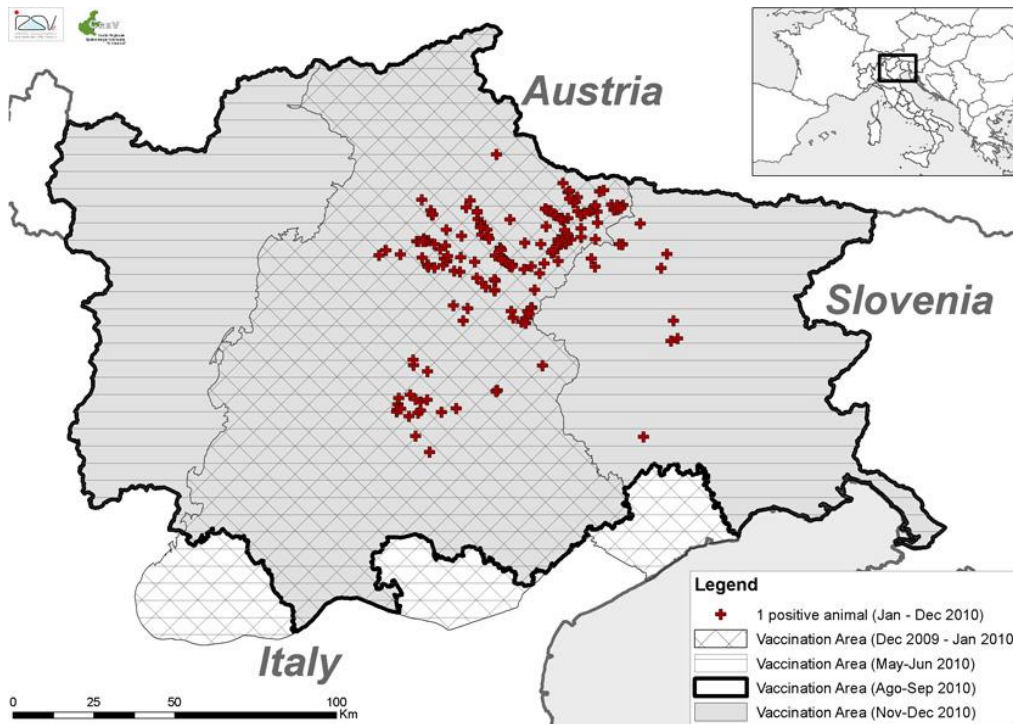 Austria
Slovenia
Italy
Legend
1 positive animal (Jan - Dec 2010)
Vaccination Area (Dec 2009 - Jan 2010
Vaccination Area (May-Jun 2010)
Vaccination Area (Ago-Sep 2010)
Vaccination Area (Nov-Dec 2010)
0 25 50 100
Km